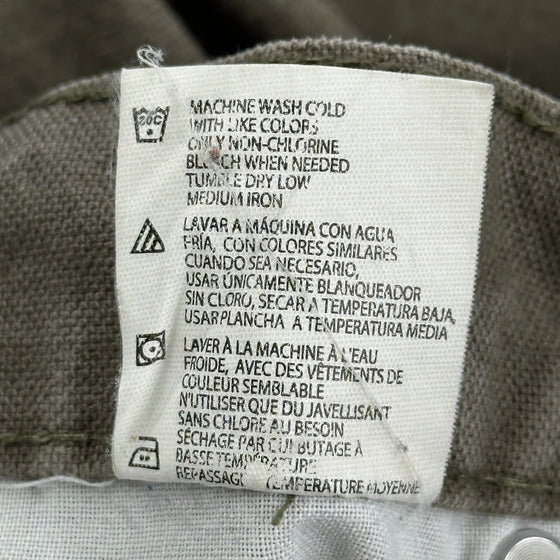 30C
MACHINE WASH COLD
WITH LIKE COLORS
ONLY NON-CHLORINE
BLEACH WHEN NEEDED
TUMBLE DRY LOW
MEDIUM IRON
LAVAR A MÁQUINA CON AGUA
FRÍA, CON COLORES SIMILARES
CUANDO SEA NECESARIO,
USAR ÚNICAMENTE BLANQUEADOR
SIN CLORO, SECAR A TEMPERATURA BAJA,
USAR PLANCHA A TEMPERATURA MEDIA
LAVER À LA MACHINE À L'EAU
FROIDE, AVEC DES VÊTEMENTS DE
COULEUR SEMBLABLE
N'UTILISER QUE DU JAVELLISANT
SANS CHLORE AU BESOIN
SÉCHAGE PAR CULBUTAGE À
BASSE TEMPÉRATURE
REPASSAGE TEMPÉRATURE MOYENNE